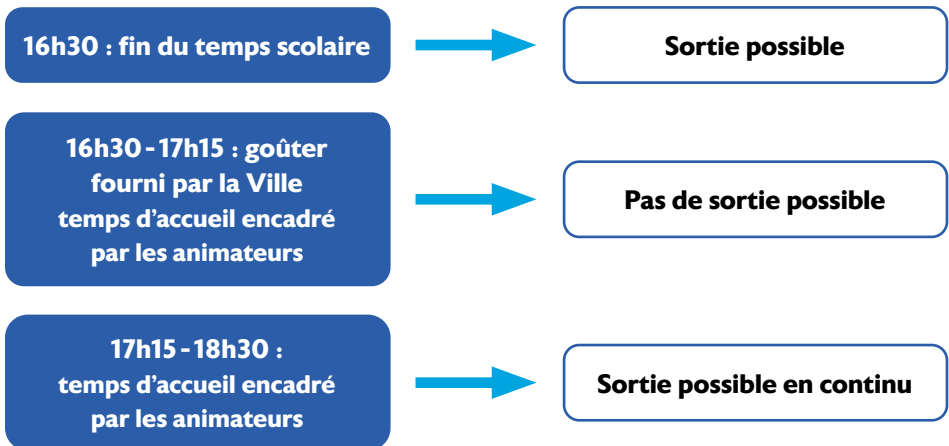 16h30 : fin du temps scolaire
Sortie possible
16h30 - 17h15 : goûter
fourni par la Ville
temps d’accueil encadré
par les animateurs
Pas de sortie possible
17h15 - 18h30 :
temps d’accueil encadré
par les animateurs
Sortie possible en continu